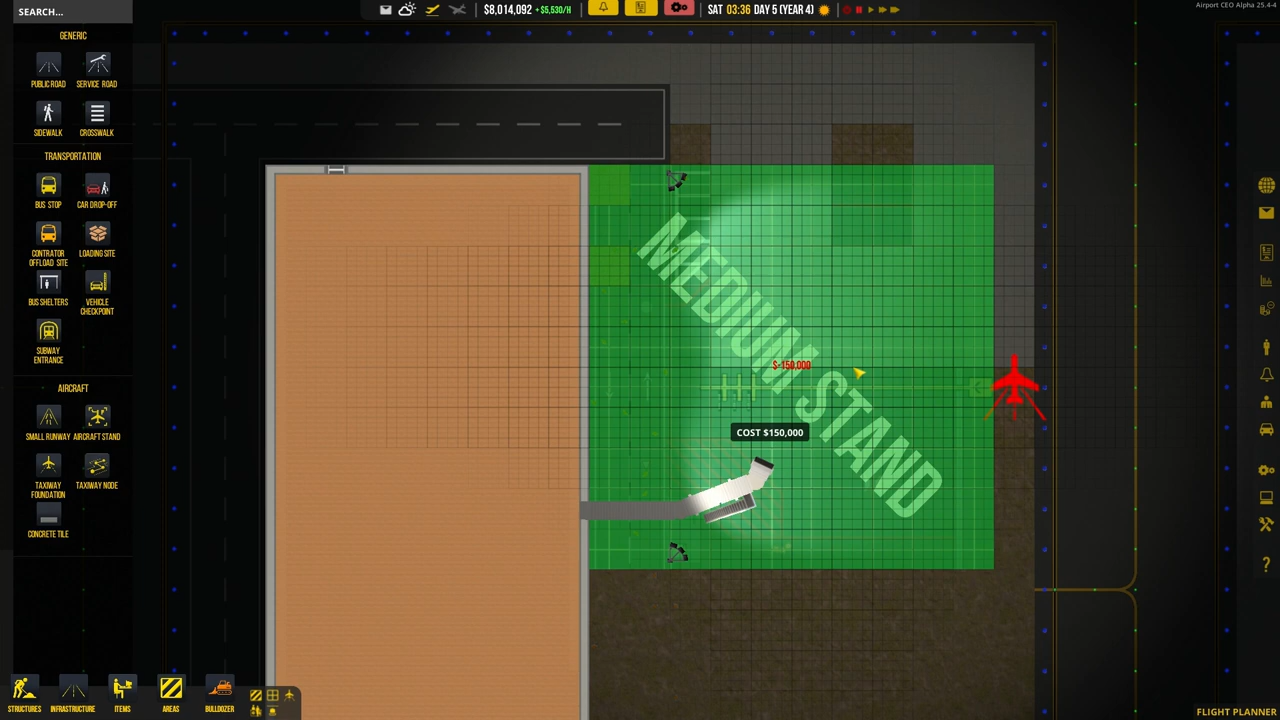 SEARCH...
$8,014,092 +$5,530/H
SAT 03:36 DAY 5 (YEAR 4)
Airport CEO Alpha 25.4-4
GENERIC
PUBLIC ROAD
SERVICE ROAD
SIDEWALK
CROSSWALK
TRANSPORTATION
BUS STOP
CAR DROP-OFF
CONTRATOR
OFFLOAD SITE
LOADING SITE
BUS SHELTERS
VEHICLE
CHECKPOINT
SUBWAY
ENTRANCE
AIRCRAFT
SMALL RUNWAY
AIRCRAFT STAND
TAXIWAY
FOUNDATION
TAXIWAY NODE
CONCRETE TILE
MEDIUM STAND
$-150,000
COST $150,000
STRUCTURES
INFRASTRUCTURE
ITEMS
AREAS
BULLDOZER
FLIGHT PLANNER